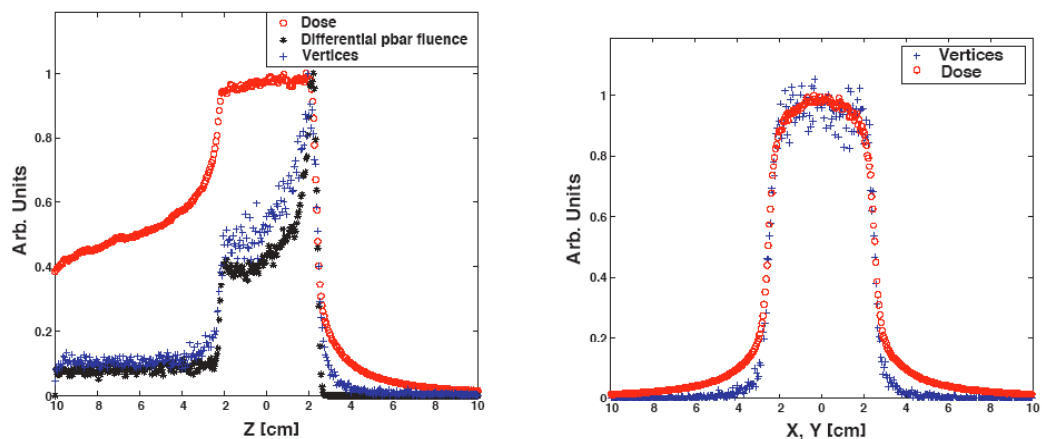 Dose
Differential pbar fluence
Vertices
1
0.8
0.6
0.4
0.2
0
Arb. Units
10 8 6 4 2 0 2 4 6 8 10
Z [cm]
Vertices
Dose
1
0.8
0.6
0.4
0.2
0
Arb. Units
10 8 6 4 2 0 2 4 6 8 10
X, Y [cm]